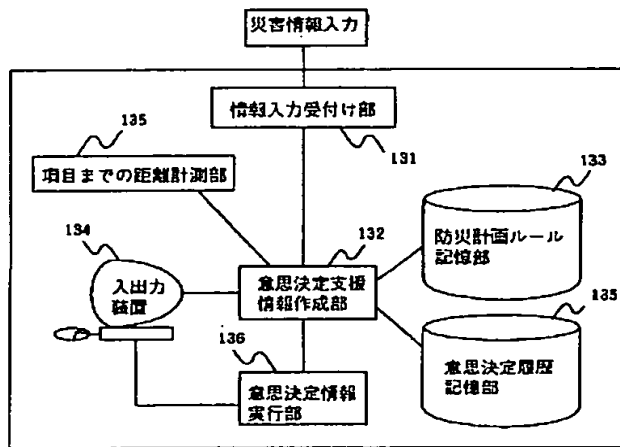 災害情報入力
情報入力受付け部
131
135
項目までの距離計測部
133
防災計画ルール
記憶部
134
入出力
装置
132
意思決定支援
情報作成部
135
意思決定履歴
記憶部
136
意思決定情報
実行部